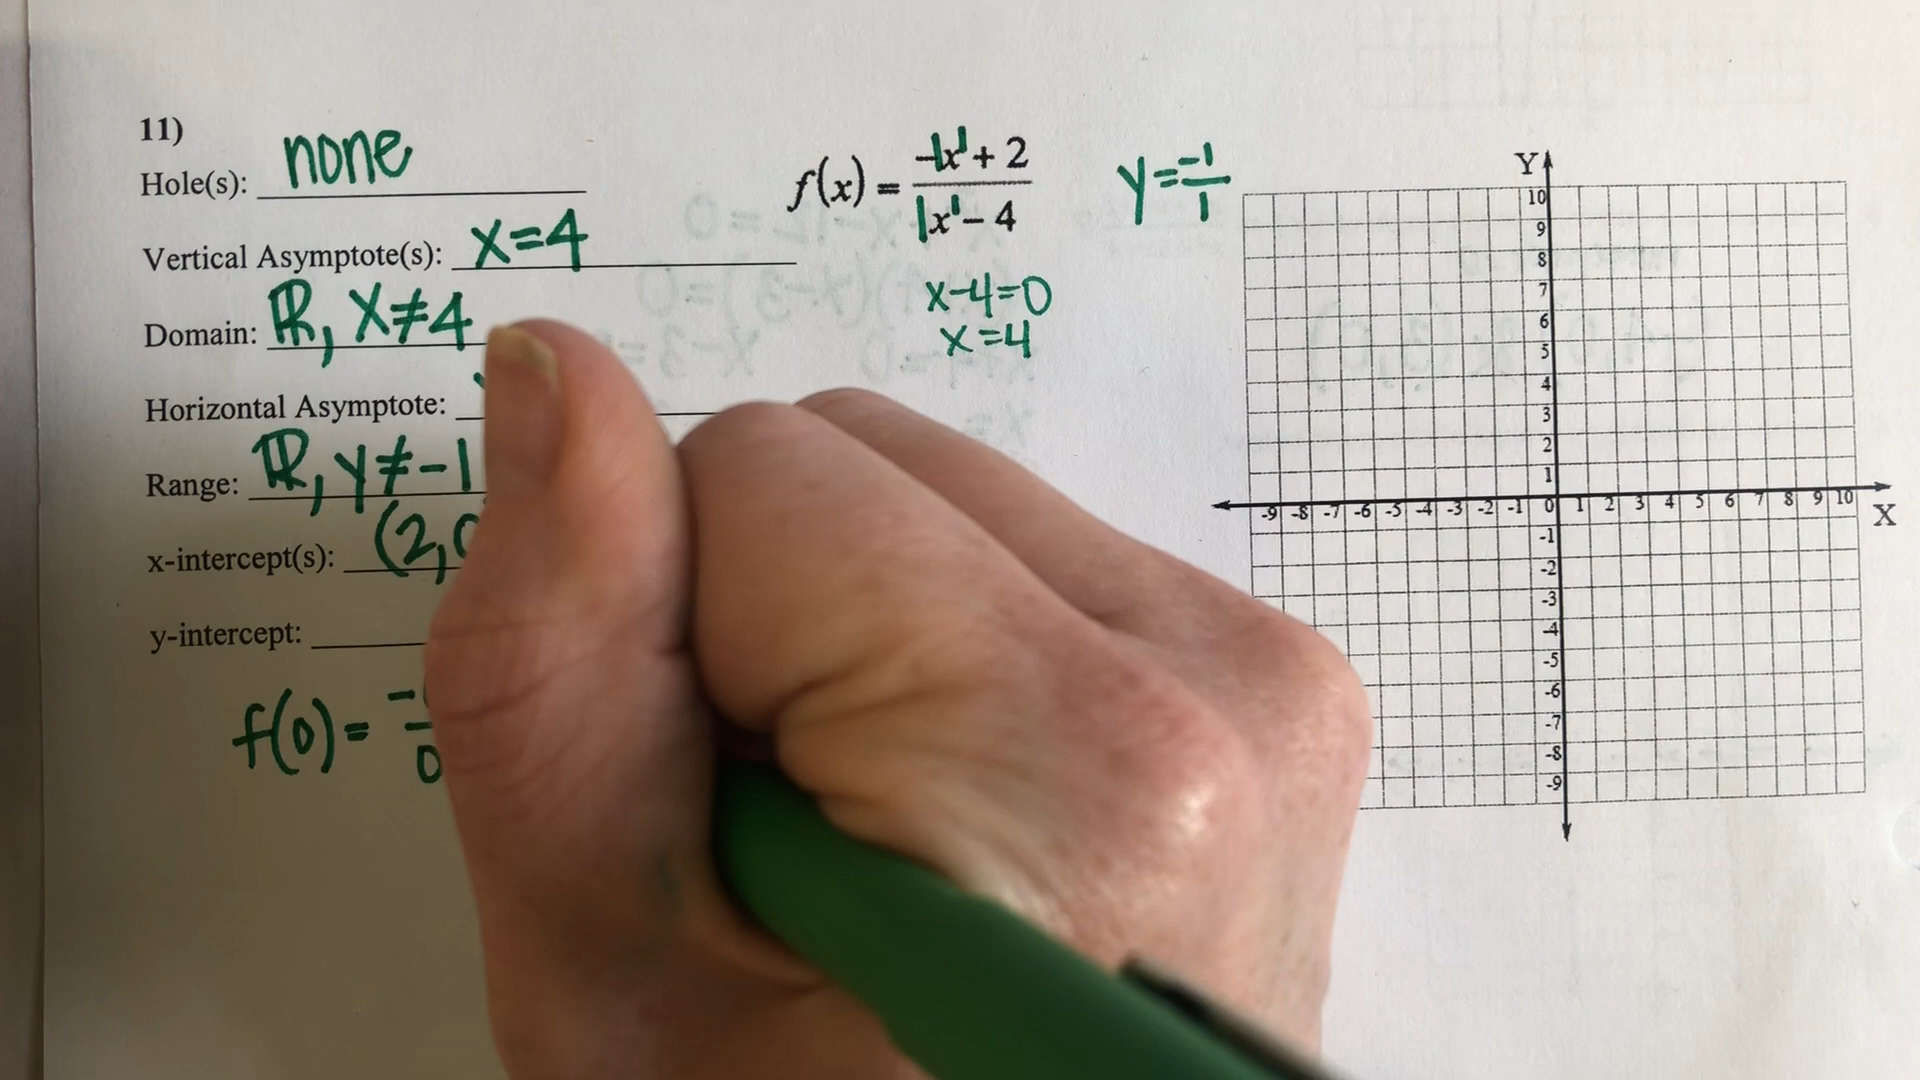 11)
Hole(s): none
Vertical Asymptote(s): x=4
Domain: ℝ, x≠4
Horizontal Asymptote:
Range: ℝ, y≠-1
x-intercept(s): (2,0
y-intercept:
f(0)= -0
0
f(x) = -1x¹ + 2
1x¹ - 4
x-4=0
x=4
y=-1
1
Y
10
9
8
7
6
5
4
3
2
1
-9 -8 -7 -6 -5 -4 -3 -2 -1 0 1 2 3 4 5 6 7 8 9 10
X
-1
-2
-3
-4
-5
-6
-7
-8
-9